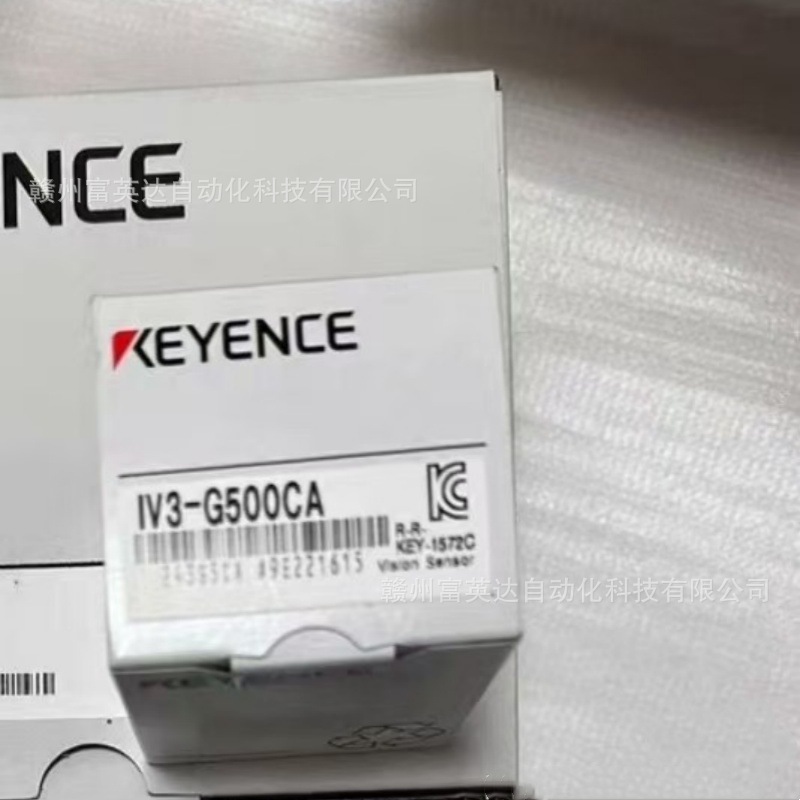 NCE
赣州富英达自动化科技有限公司
KEYENCE
IV3-G500CA
R-R-
KEY-1572C
Vision Sensor
赣州富英达自动化科技有限公司
KEYENCE